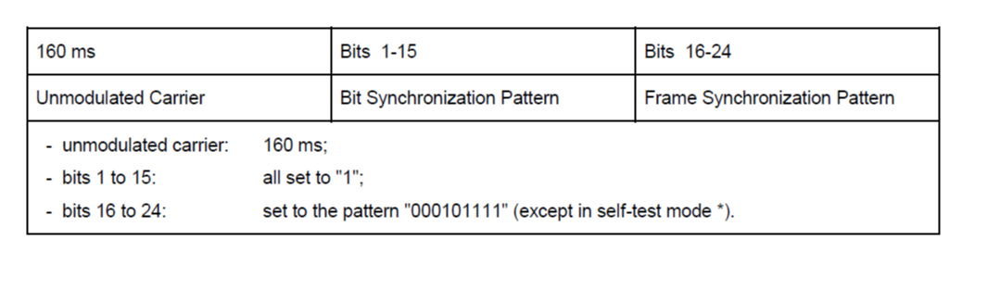 160 ms Bits 1-15 Bits 16-24
Unmodulated Carrier Bit Synchronization Pattern Frame Synchronization Pattern
- unmodulated carrier: 160 ms;
- bits 1 to 15: all set to "1";
- bits 16 to 24: set to the pattern "000101111" (except in self-test mode *).